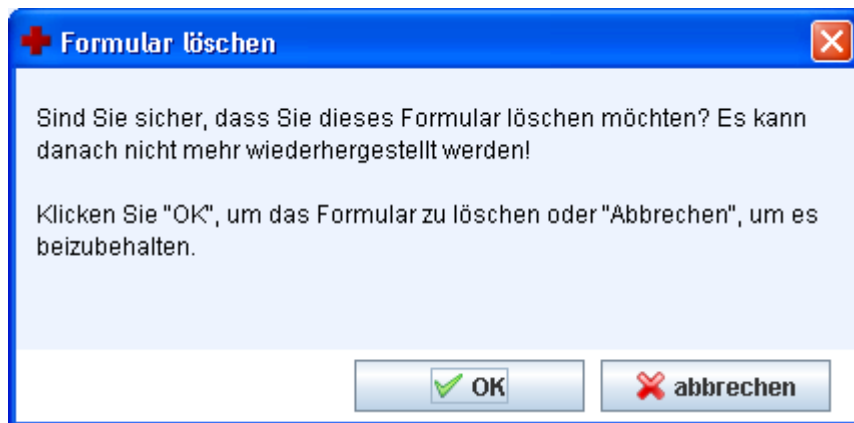 Formular löschen
Sind Sie sicher, dass Sie dieses Formular löschen möchten? Es kann
danach nicht mehr wiederhergestellt werden!
Klicken Sie "OK", um das Formular zu löschen oder "Abbrechen", um es
beizubehalten.
OK abbrechen